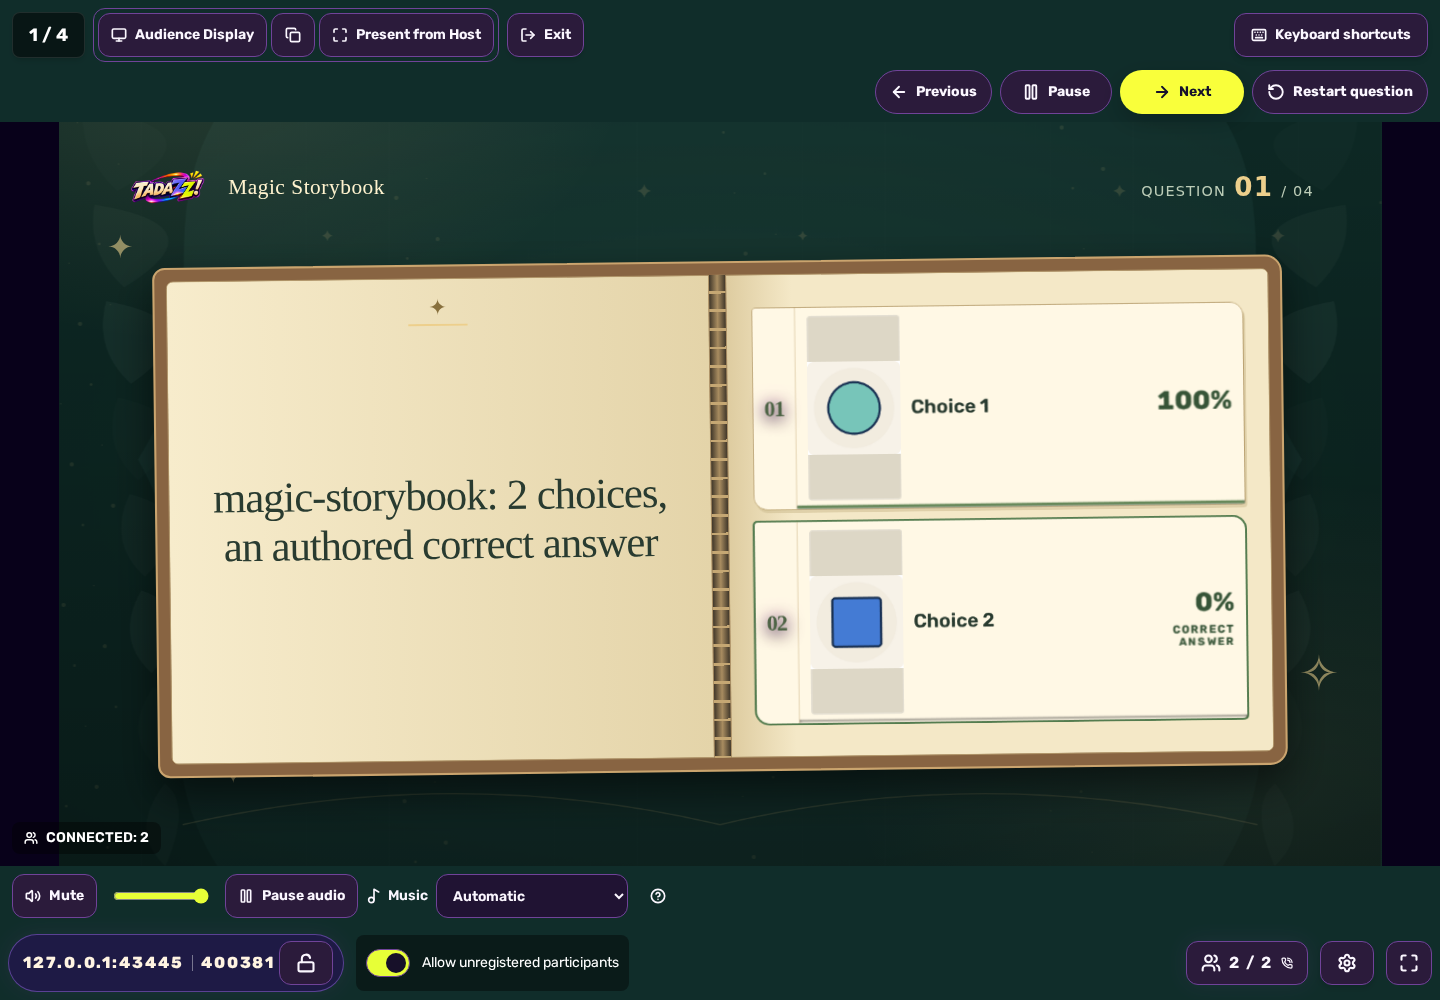 1 / 4
Audience Display
Present from Host
Exit
Keyboard shortcuts
Previous
Pause
Next
Restart question
TADAZZ!
Magic Storybook
QUESTION 01 / 04
magic-storybook: 2 choices,
an authored correct answer
01
Choice 1
100%
02
Choice 2
0%
CORRECT
ANSWER
CONNECTED: 2
Mute
Pause audio
Music
Automatic
127.0.0.1:43445
400381
Allow unregistered participants
2 / 2